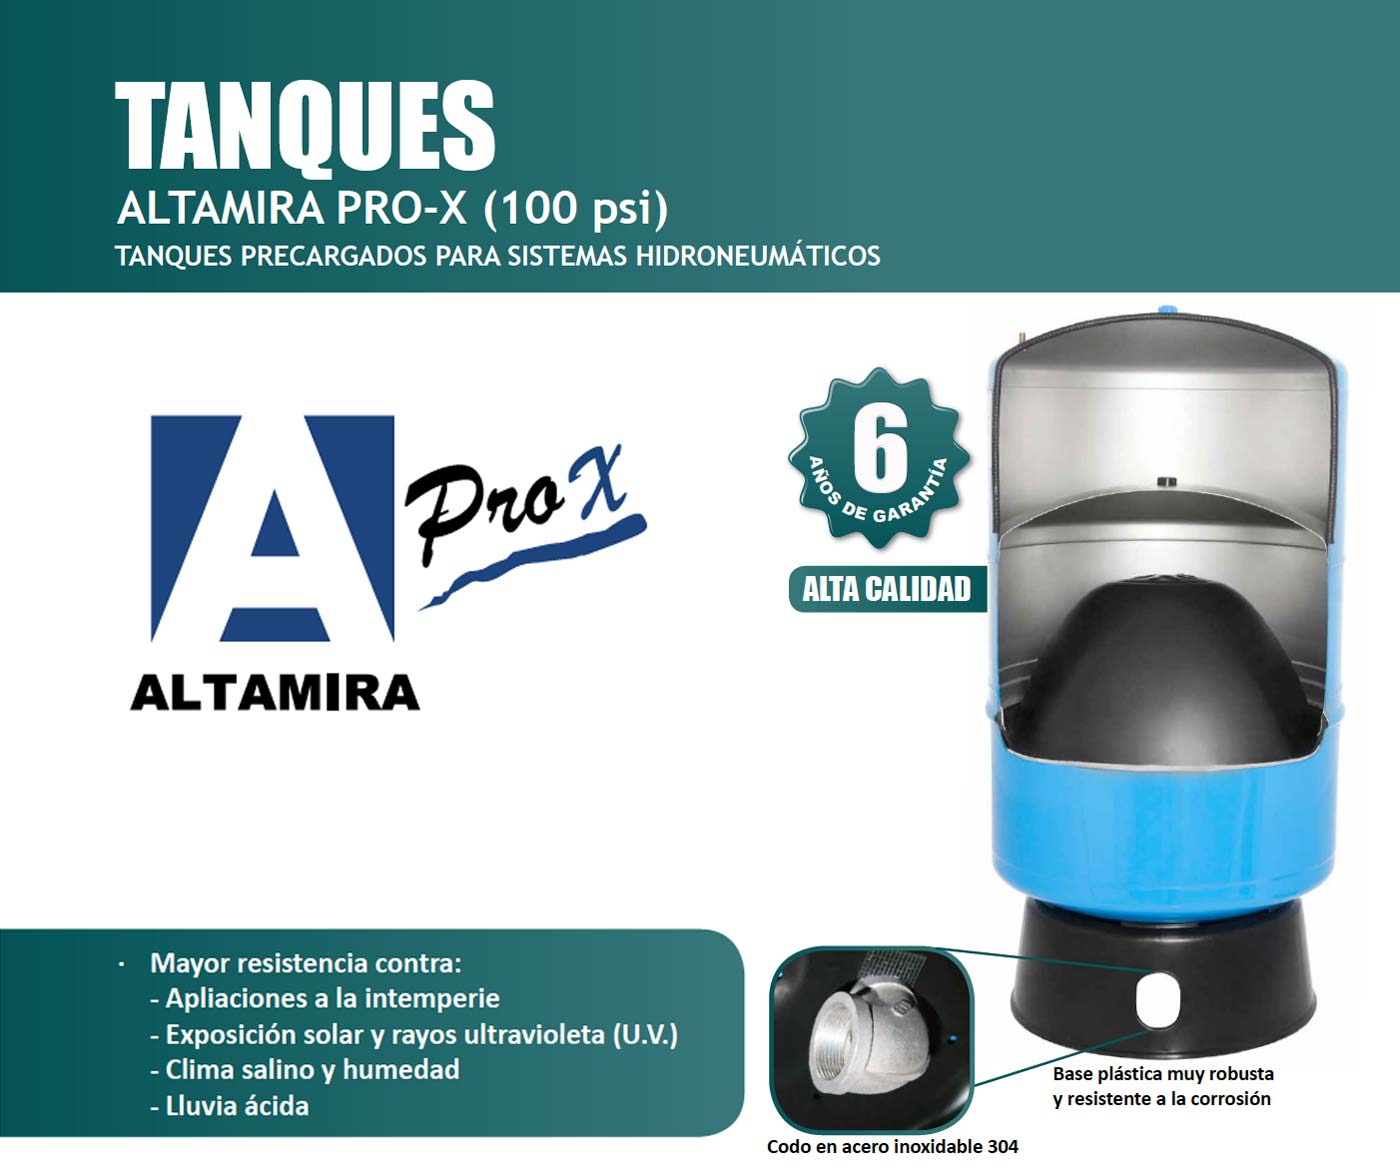 TANQUES
ALTAMIRA PRO-X (100 psi)
TANQUES PRECARGADOS PARA SISTEMAS HIDRONEUMÁTICOS
A
Pro X
ALTAMIRA
6
AÑOS DE GARANTÍA
ALTA CALIDAD
· Mayor resistencia contra:
- Apliaciones a la intemperie
- Exposición solar y rayos ultravioleta (U.V.)
- Clima salino y humedad
- Lluvia ácida
Base plástica muy robusta
y resistente a la corrosión
Codo en acero inoxidable 304